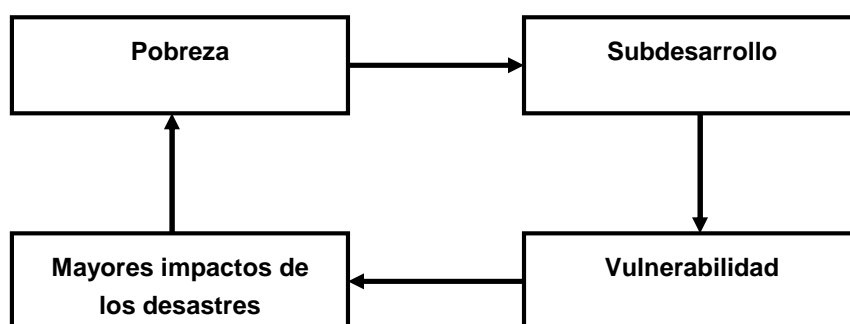 Pobreza
Subdesarrollo
Mayores impactos de
los desastres
Vulnerabilidad